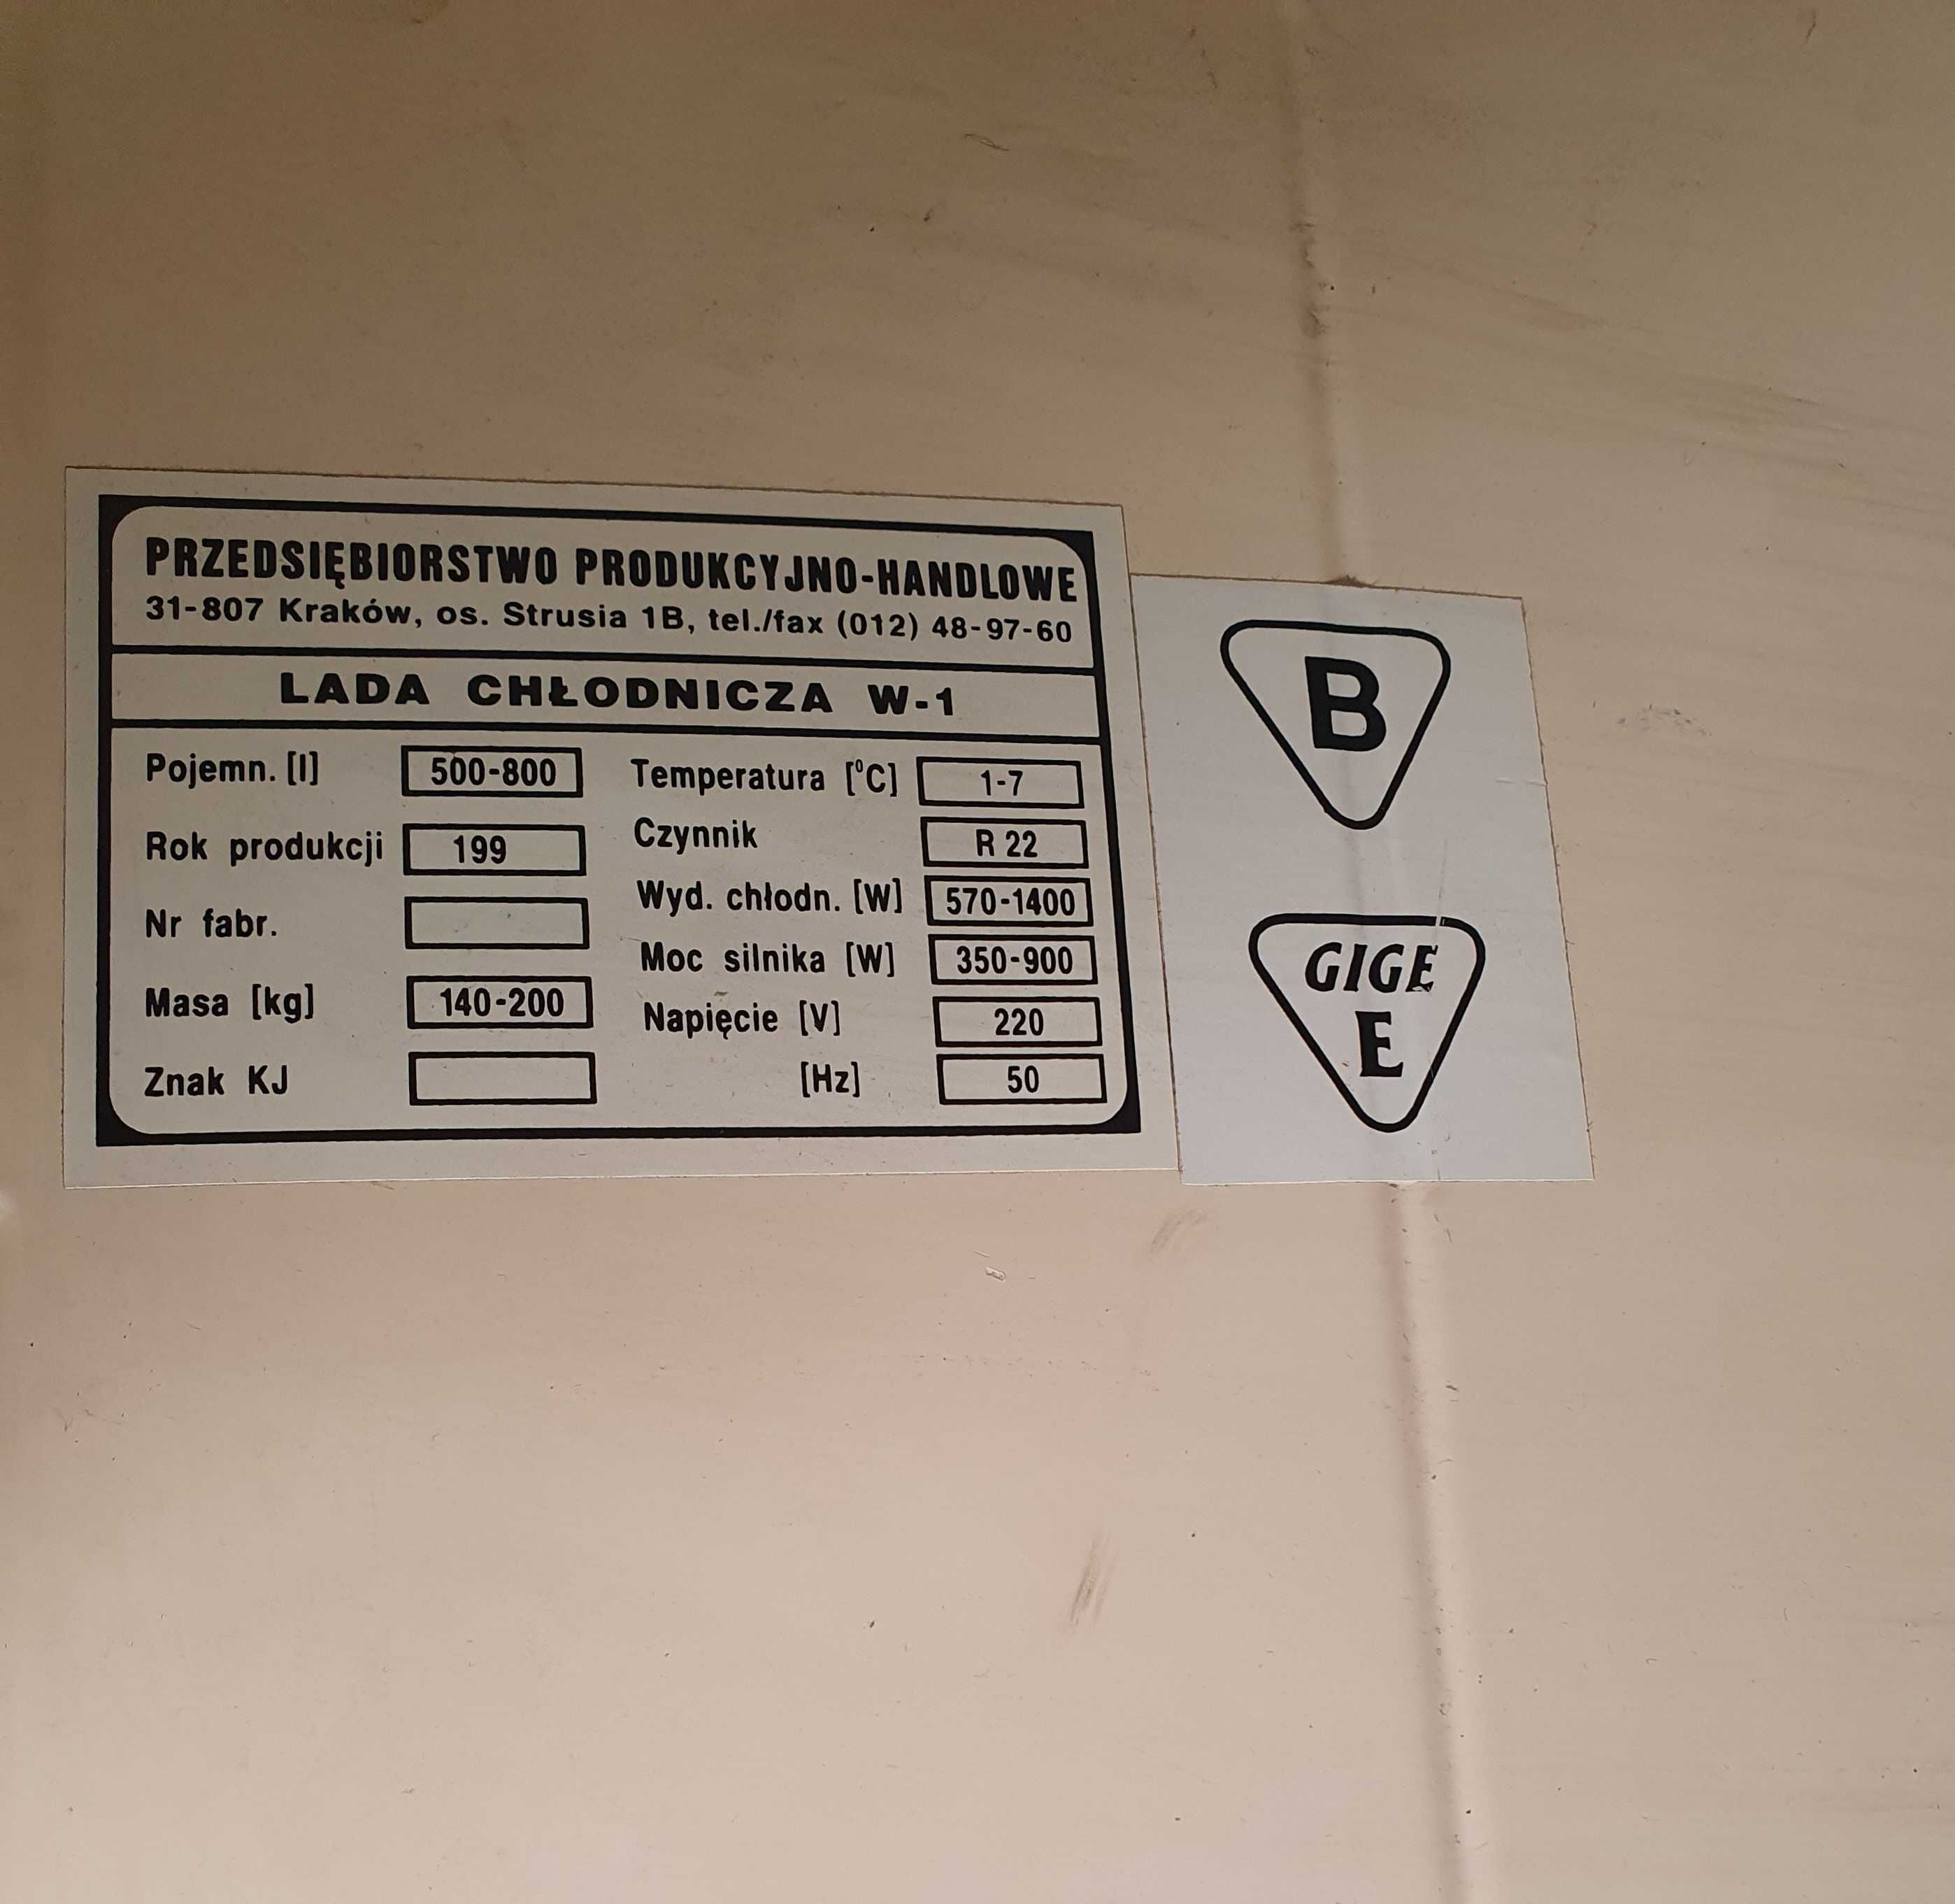 PRZEDSIĘBIORSTWO PRODUKCYJNO-HANDLOWE
31-807 Kraków, os. Strusia 1B, tel./fax (012) 48-97-60
LADA CHŁODNICZA W-1
Pojemn. [l] 500-800
Rok produkcji 199
Nr fabr.
Masa [kg] 140-200
Znak KJ
Temperatura [°C] 1-7
Czynnik R 22
Wyd. chłodn. [W] 570-1400
Moc silnika [W] 350-900
Napięcie [V] 220
[Hz] 50
B
GIGE
E